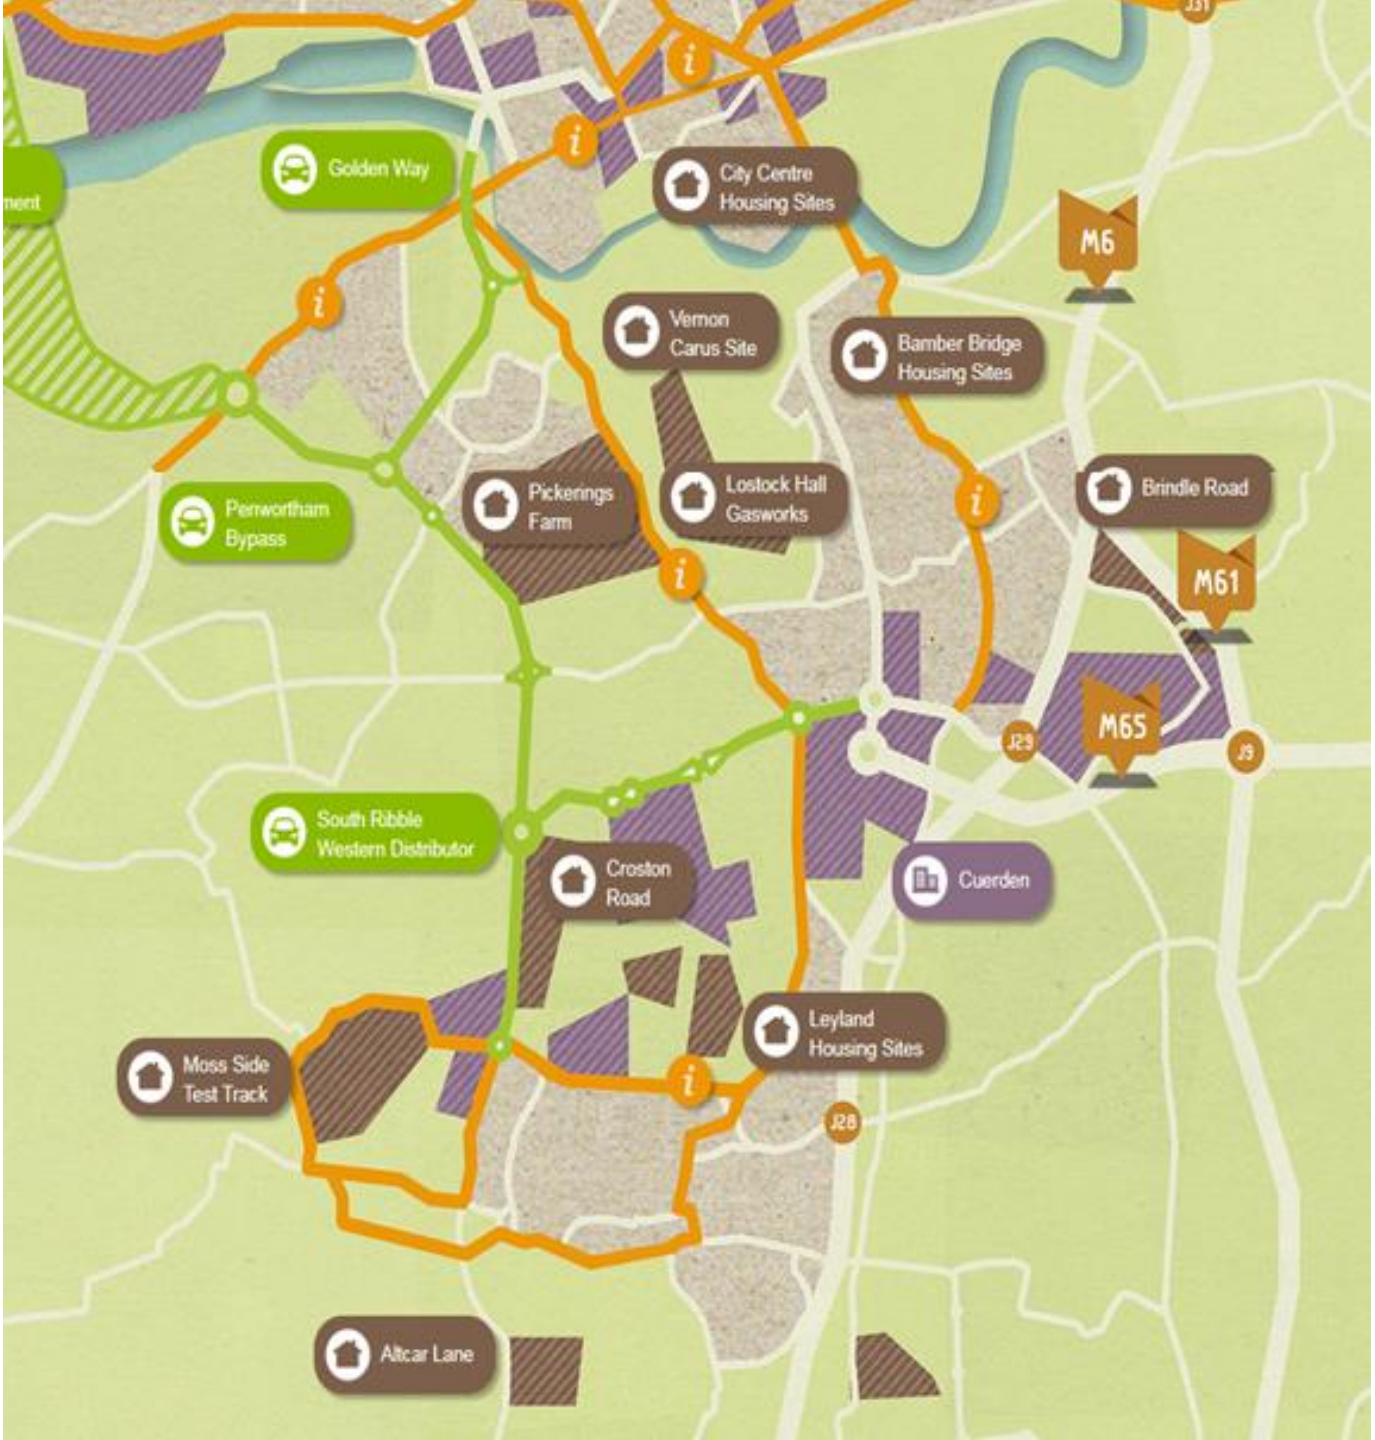 J31
i
i
Golden Way
ment
City Centre
Housing Sites
M6
i
Vernon
Carus Site
Bamber Bridge
Housing Sites
Pickerings
Farm
Lostock Hall
Gasworks
i
Brindle Road
Penwortham
Bypass
i
M61
M65
J29
J9
South Ribble
Western Distributor
Croston
Road
Cuerden
Leyland
Housing Sites
Moss Side
Test Track
i
J28
Altcar Lane